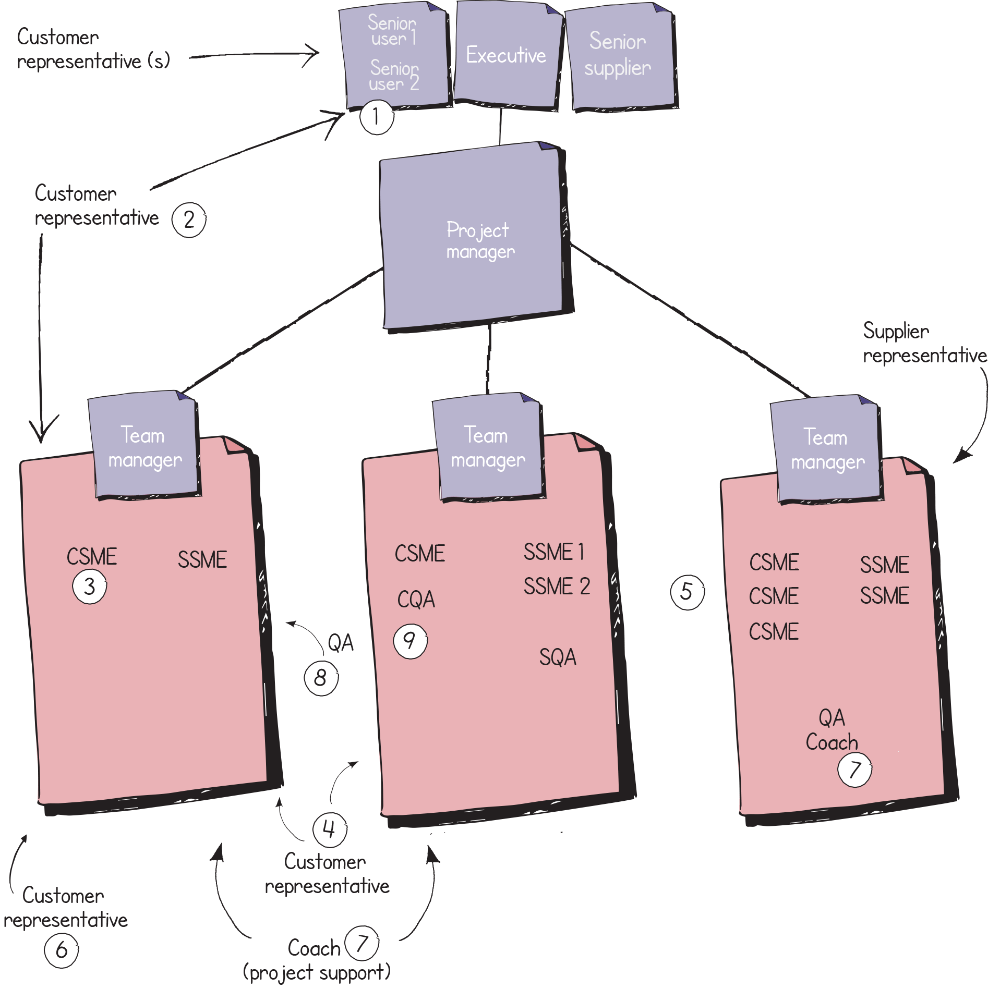 Customer
representative (s)
Senior
user 1
Senior
user 2
Executive
Senior
supplier
1
Customer
representative
2
Project
manager
Supplier
representative
Team
manager
CSME
SSME
3
Team
manager
CSME
SSME 1
SSME 2
CQA
9
SQA
Team
manager
5
CSME
SSME
CSME
SSME
CSME
QA
Coach
7
QA
8
4
Customer
representative
Customer
representative
6
Coach
7
(project support)